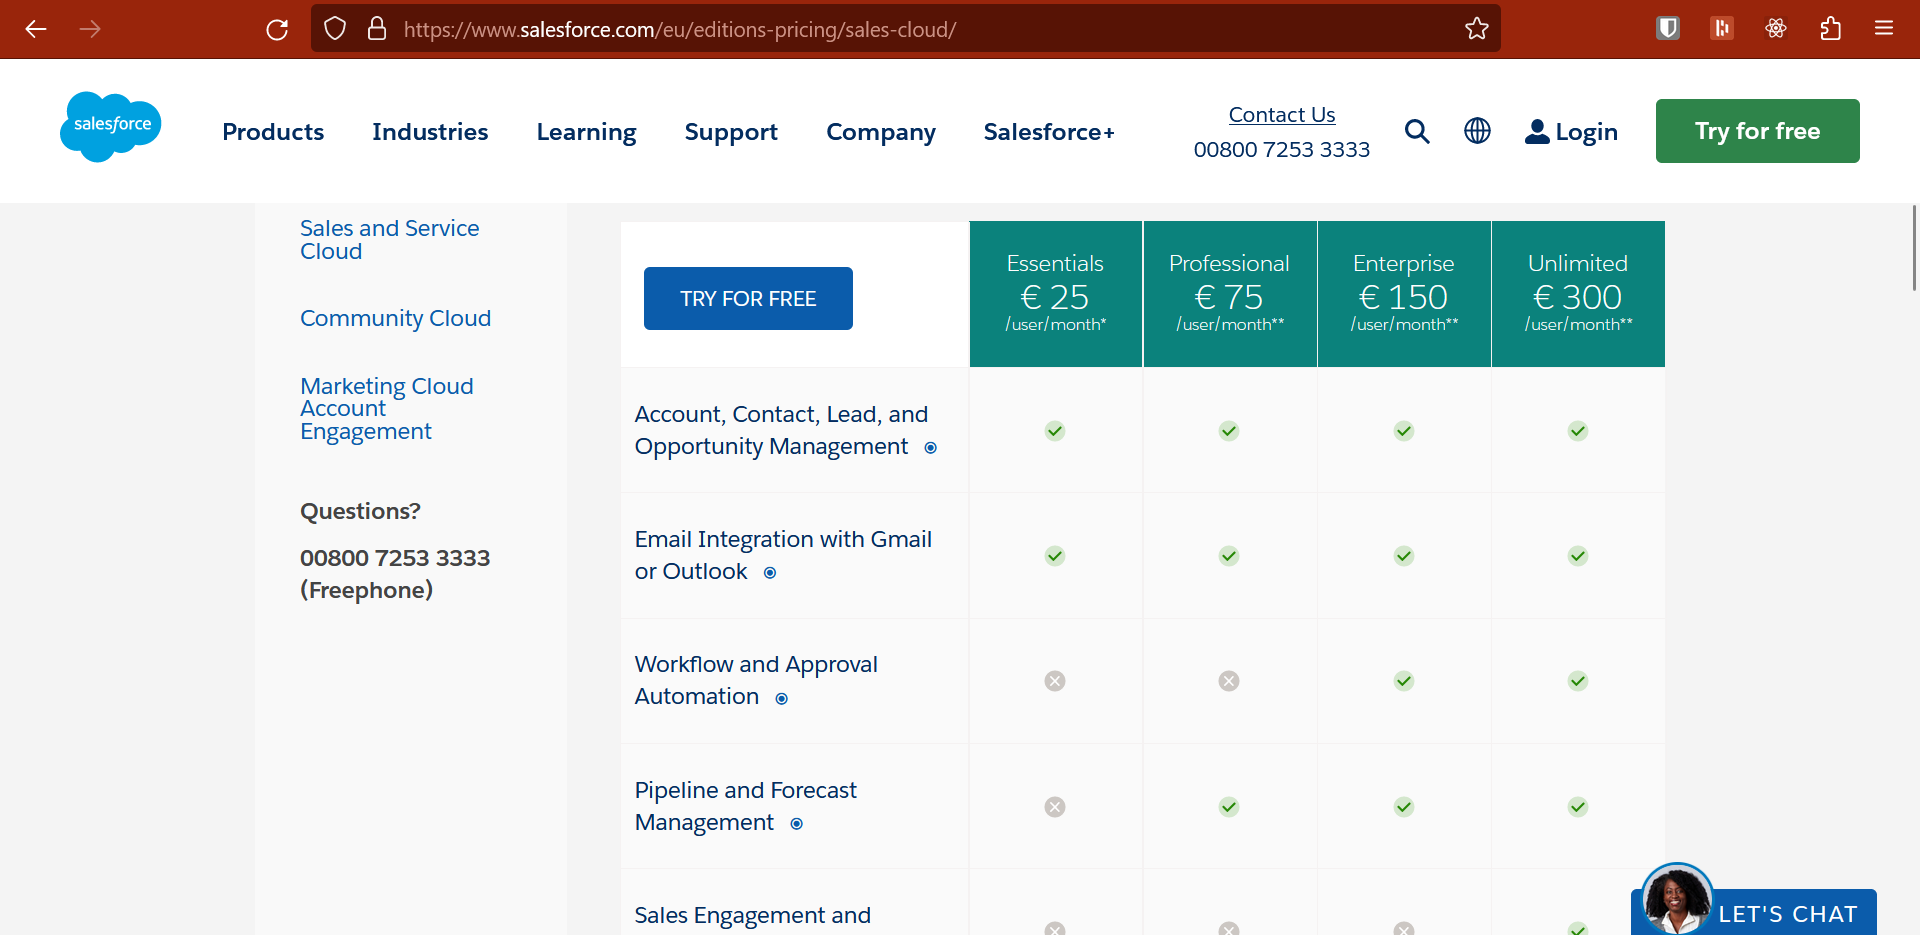 https://www.salesforce.com/eu/editions-pricing/sales-cloud/
salesforce
Products
Industries
Learning
Support
Company
Salesforce+
Contact Us
00800 7253 3333
Login
Try for free
Sales and Service
Cloud
Community Cloud
Marketing Cloud
Account
Engagement
Questions?
00800 7253 3333
(Freephone)
TRY FOR FREE
Essentials
€ 25
/user/month*
Professional
€ 75
/user/month**
Enterprise
€ 150
/user/month**
Unlimited
€ 300
/user/month**
Account, Contact, Lead, and
Opportunity Management
Email Integration with Gmail
or Outlook
Workflow and Approval
Automation
Pipeline and Forecast
Management
Sales Engagement and
LET'S CHAT